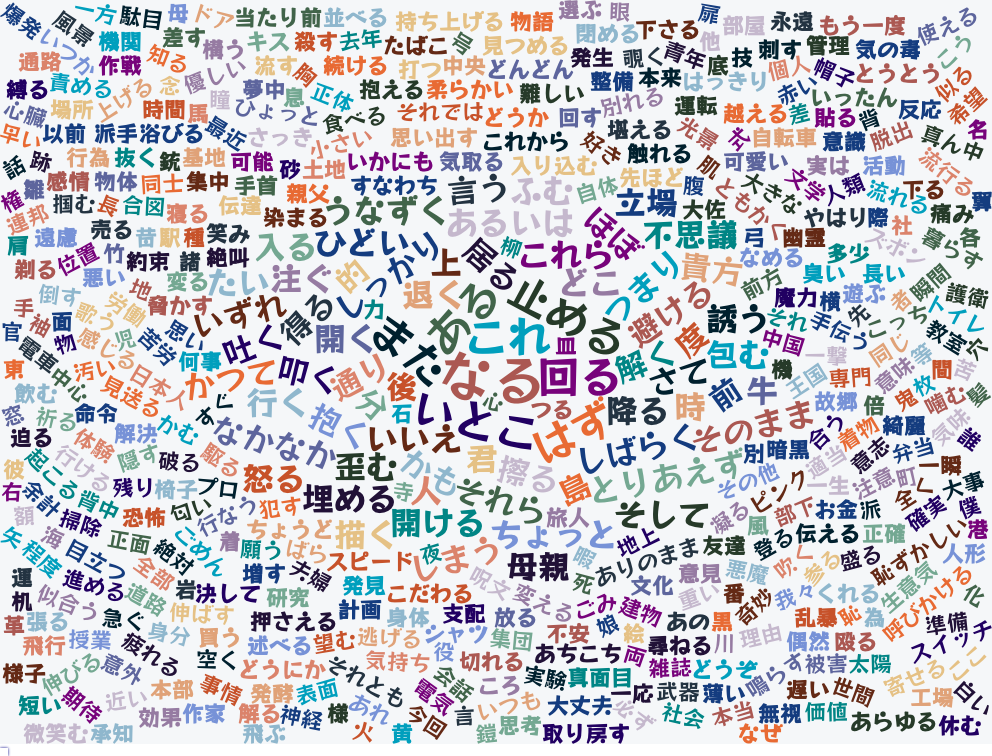 爆発 一方 駄目 母 ドア 当たり前 並べる 持ち上げる 物語 選ぶ 眼 扉 永遠 もう一度 使える
いつか 風景 機関 差す 横う キス 殺す 去年 たばこ 号 見つめる 閉める 下さる 部屋 他 技 刺す 管理 気の毒 こう
通路 作戦 知る 優しい 流す 胸 続ける 打つ 中央 どんどん 発生 覗く 青年 底 個人 帽子 とうとう 似る
縛る 責める 念 瞳 夢中 息 正体 抱える 柔らかい 難しい 整備 本来 はっきり 赤い いったん 希望
心臓 場所 上げる 時間 馬 ひょっと 食べる それでは どうか 回す 別れる 運転 越える 差 貼る 背 反応 名
早い 以前 派手 浴びる 最近 さっき 小さい 思い出す これから 好き 堪える 光景 冬 自転車 意識 脱出 真ん中
話 跡 行為 抜く 銃 基地 可能 砂 土地 いかにも 気取る 入り込む 触れる 肌 可愛い 実は 活動 流行る
権 雛 感情 物体 同士 集中 手首 親父 すなわち 言う ふむ 自体 先ほど 腹 ともかく 大きな 文学 人類 流れる 下る 翼
連邦 掴む 長 合図 寝る 伝達 染まる うなずく あるいは ほぼ 立場 大佐 やはり 際 社 痛み
肩 遠慮 売る 苔 駅 種 笑み 入る ひどい うっかり 居る 柳 これら 不思議 弓 幽霊 ズボン 暮らす 各
剃る 位置 竹 約束 諸 絶叫 たい 注ぐ 的 上 どこ つまり 貴方 なめる 多少
悪い 地 変る 脅かす 得る し 力 退く る 止める 避ける 前方 臭い 長い 瞬間 護衛
手 倒す 歌う 労働 思い いずれ 開く また あ これ 皿 る 度 誘う 魔力 横 遊ぶ 者 トイレ
官 袖 面 物 感じる 児 苦労 何事 吐く 叩く なる 回る 解く さて 包む それ 手伝う 先 こっち 教室 穴
東 電車 中心 汚い 見送る 日本人 かつて 通り 後 心 つる 前 牛 機 中国 一撃 同じ 意味 等 間 苦
飲む すぐ 行く 分 石 いとこ はず 降る 時 王国 専門 鬼 枚 噛む 髪
窓 祈る 命令 解決 かむ なかなか 抱く いいえ しばらく そのまま 故郷 倍 綺麗 気味 誰
迫る 体験 隠す 破る 駆る 怒る 歪む かも 君 擦る 島 とりあえず 別 暗黒 合う 着物 意志 弁当
彼 起こる 行ける 残り 椅子 プロ 埋める 寺 人 それら 旅人 そして その他 適当 一生 注意 町 一瞬
右 余計 背中 恐怖 匂い 行なう 犯す ちょうど 描く 開ける ちょっと 地上 ピンク 凝る 部下 お金 派 全く 確実 大事 僕
額 海 掃除 正面 ごめん 着 願う ばら スピード 夜 しまう 母親 暇 ありのまま 友達 風 登る 伝える 正確 恥ずかしい 港
矢 程度 目立つ 絶対 全部 増す 夫婦 発見 こだわる 呪文 変える 死 文化 意見 悪魔 吹く 参る 盛る 人形
運 進める 道路 岩 決して 研究 計画 身体 支配 放る ごみ 建物 重い 番 奇妙 我々 くれる 生意気
机 似合う 急ぐ 身分 伸ばす 押さえる シャツ 集団 不安 娘 あの 黒 乱暴 恥 為 呼びかける
革 張る 授業 疲れる 買う 述べる 望む 逃げる 役 あちこち 絵 両 尋ねる 川 理由 偶然 殴る 準備 スイッチ
飛行 意外 空く どうにか それとも 気持ち 切れる 実験 真面目 雑誌 どうぞ 鳴らす 被害 太陽 寄せる ここ 花
様子 伸びる 本部 事情 発酵 表面 電気 会話 ころ 一応 武器 薄い 遅い 世間 工場 白い
短い 期待 近い 効果 作家 解る 神経 様 あれ 今回 言 いつも 大丈夫 必ず 社会 本当 無視 価値 あらゆる 休む
微笑む 承知 飛ぶ 火 黄 鎧 思考 取り戻す なぜ